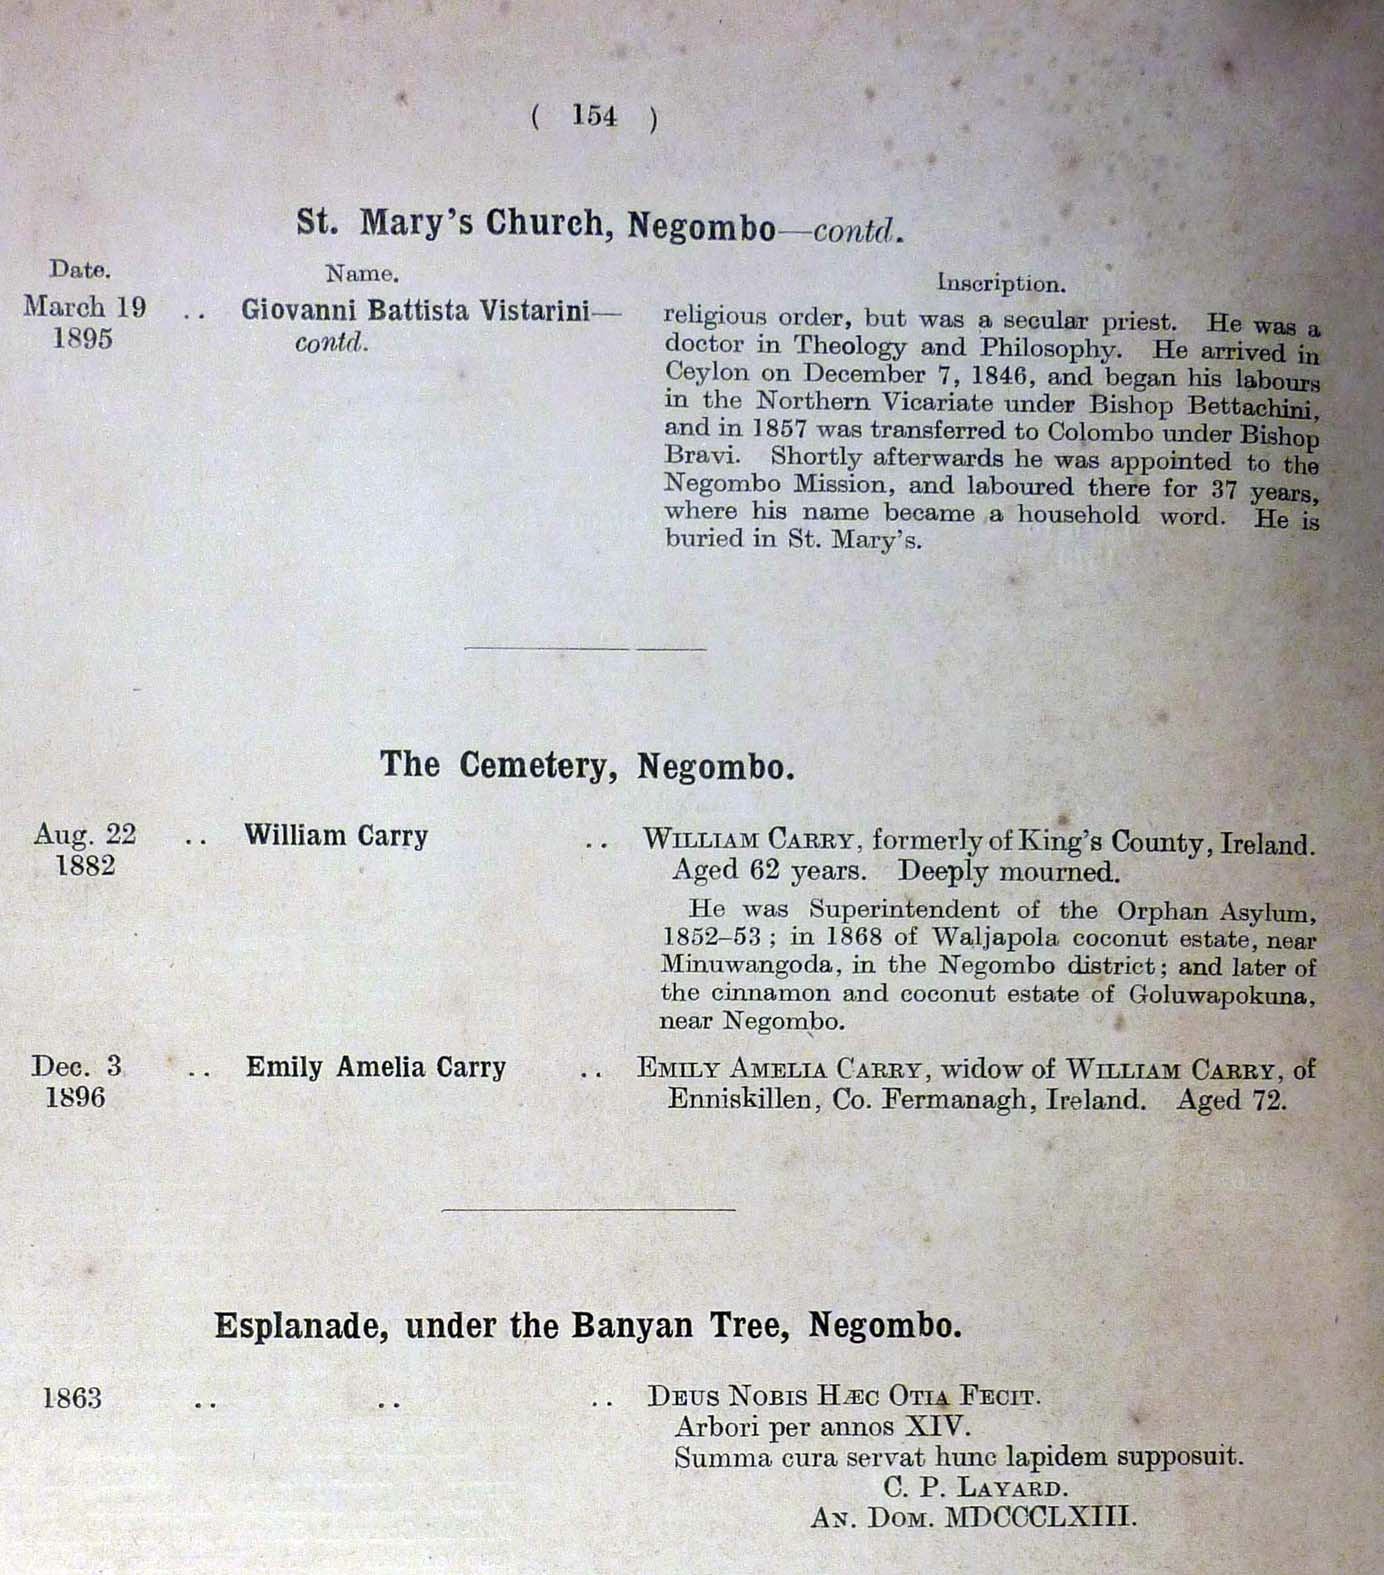 ( 154 )
St. Mary's Church, Negombo—contd.
Date. Name. Inscription.
March 19 .. Giovanni Battista Vistarini— religious order, but was a secular priest. He was a
1895 contd. doctor in Theology and Philosophy. He arrived in
Ceylon on December 7, 1846, and began his labours
in the Northern Vicariate under Bishop Bettachini,
and in 1857 was transferred to Colombo under Bishop
Bravi. Shortly afterwards he was appointed to the
Negombo Mission, and laboured there for 37 years,
where his name became a household word. He is
buried in St. Mary's.
The Cemetery, Negombo.
Aug. 22 .. William Carry .. WILLIAM CARRY, formerly of King's County, Ireland.
1882 Aged 62 years. Deeply mourned.
He was Superintendent of the Orphan Asylum,
1852–53 ; in 1868 of Waljapola coconut estate, near
Minuwangoda, in the Negombo district; and later of
the cinnamon and coconut estate of Goluwapokuna,
near Negombo.
Dec. 3 .. Emily Amelia Carry .. EMILY AMELIA CARRY, widow of WILLIAM CARRY, of
1896 Enniskillen, Co. Fermanagh, Ireland. Aged 72.
Esplanade, under the Banyan Tree, Negombo.
1863 .. .. .. DEUS NOBIS HÆC OTIA FECIT.
Arbori per annos XIV.
Summa cura servat hunc lapidem supposuit.
C. P. LAYARD.
AN. DOM. MDCCCLXIII.